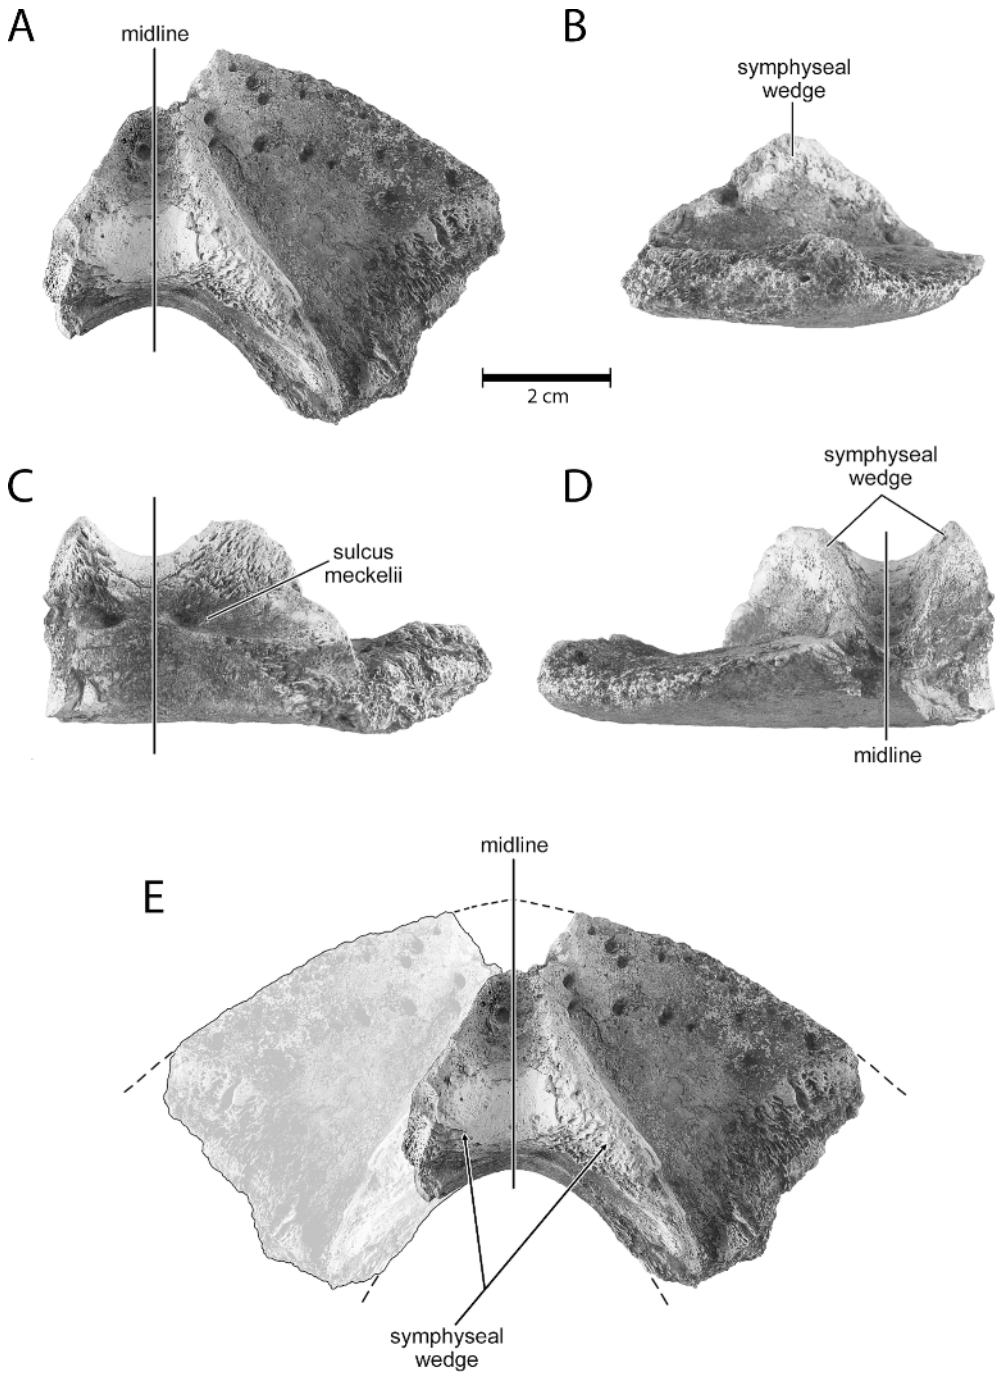 A
midline
B
symphyseal
wedge
2 cm
C
sulcus
meckelii
D
symphyseal
wedge
midline
E
midline
symphyseal
wedge